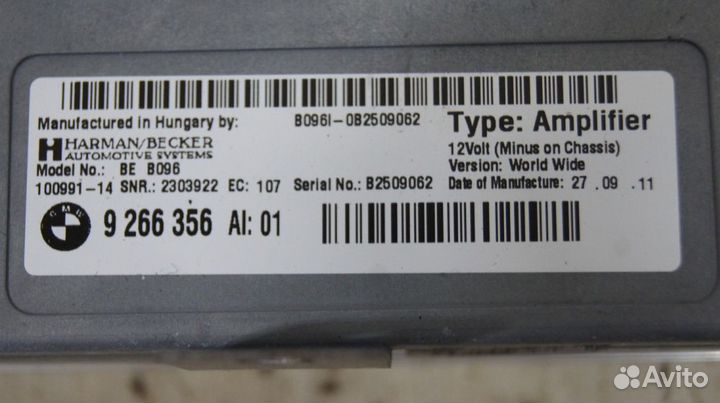 Manufactured in Hungary by:
B096I-0B2509062
Type: Amplifier
HARMAN/BECKER
AUTOMOTIVE SYSTEMS
12Volt (Minus on Chassis)
Model No.: BE B096
Version: World Wide
100991-14 SNR.: 2303922 EC: 107 Serial No.: B2509062
Date of Manufacture: 27 .09 .11
BMW
9 266 356 AI: 01
Avito